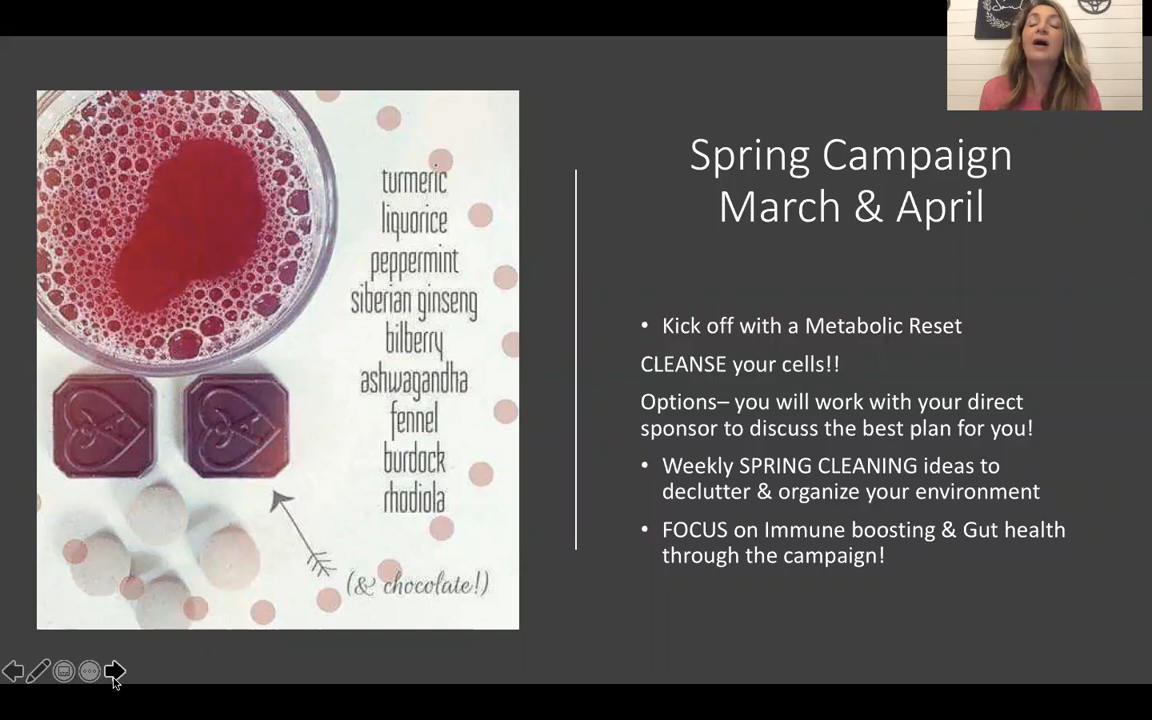 Spring Campaign
March & April
turmeric
liquorice
peppermint
siberian ginseng
bilberry
ashwagandha
fennel
burdock
rhodiola
(& chocolate!)
• Kick off with a Metabolic Reset
CLEANSE your cells!!
Options– you will work with your direct
sponsor to discuss the best plan for you!
• Weekly SPRING CLEANING ideas to
declutter & organize your environment
• FOCUS on Immune boosting & Gut health
through the campaign!